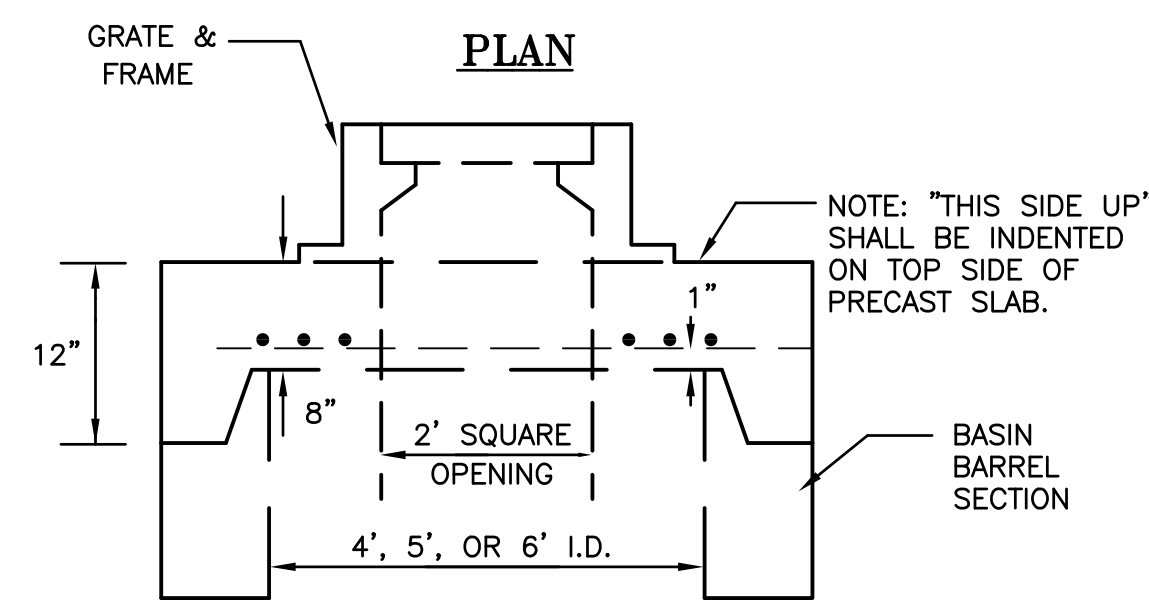 GRATE &
FRAME
PLAN
NOTE: "THIS SIDE UP"
SHALL BE INDENTED
ON TOP SIDE OF
PRECAST SLAB.
1"
12"
8"
2' SQUARE
OPENING
BASIN
BARREL
SECTION
4', 5', OR 6' I.D.